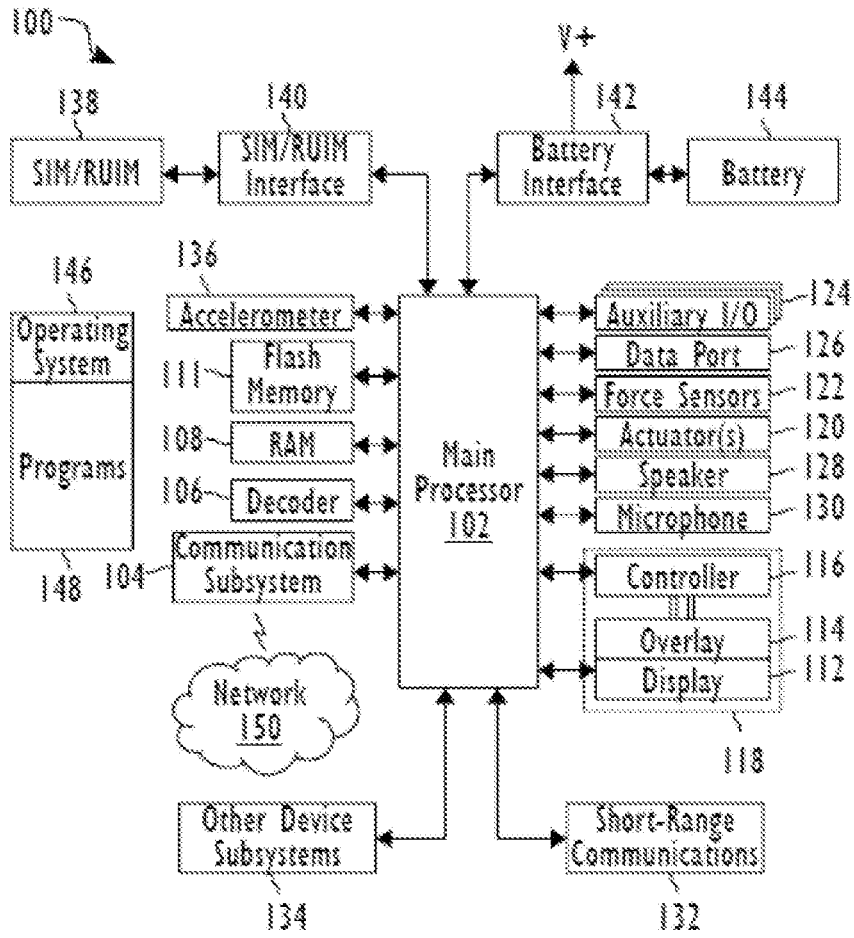 100
V+
138
140
142
144
SIM/RUIM
SIM/RUIM
Interface
Battery
Interface
Battery
146
Operating
System
Programs
148
136
Accelerometer
111
Flash
Memory
108
RAM
106
Decoder
104
Communication
Subsystem
Network
150
Main
Processor
102
Auxiliary I/O
124
Data Port
126
Force Sensors
122
Actuator(s)
120
Speaker
128
Microphone
130
Controller
116
Overlay
114
Display
112
118
Other Device
Subsystems
134
Short-Range
Communications
132